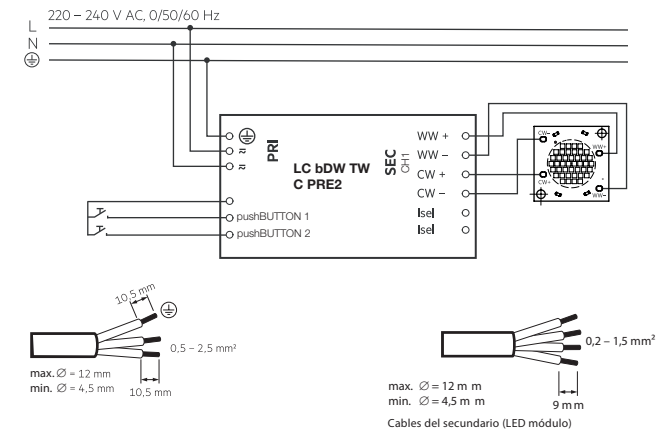 220 – 240 V AC, 0/50/60 Hz
L
N
PRI
≂
≂
LC bDW TW
C PRE2
SEC
CH1
WW +
WW –
CW +
CW –
Isel
Isel
pushBUTTON 1
pushBUTTON 2
CW–
WW+
CW+
WW–
10,5 mm
0,5 – 2,5 mm²
max. Ø = 12 mm
min. Ø = 4,5 mm
10,5 mm
0,2 – 1,5 mm²
max. Ø = 12 m m
min. Ø = 4,5 m m
9 m m
Cables del secundario (LED módulo)